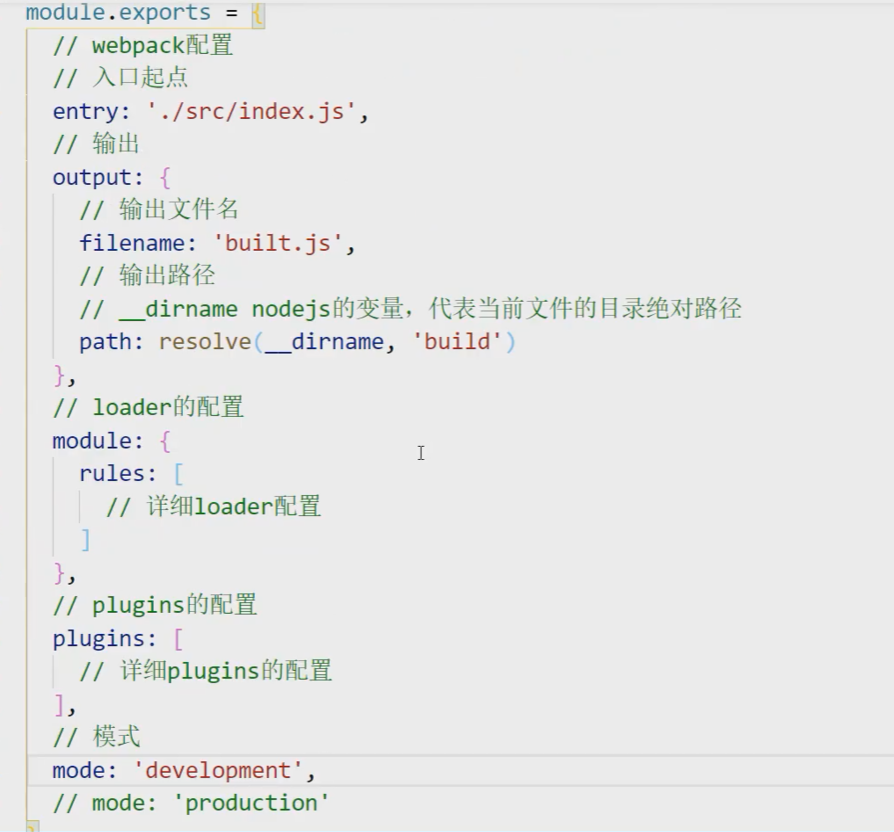 module.exports = {
// webpack配置
// 入口起点
entry: './src/index.js',
// 输出
output: {
// 输出文件名
filename: 'built.js',
// 输出路径
// __dirname nodejs的变量，代表当前文件的目录绝对路径
path: resolve(__dirname, 'build')
},
// loader的配置
module: {
rules: [
// 详细loader配置
]
},
// plugins的配置
plugins: [
// 详细plugins的配置
],
// 模式
mode: 'development',
// mode: 'production'
}